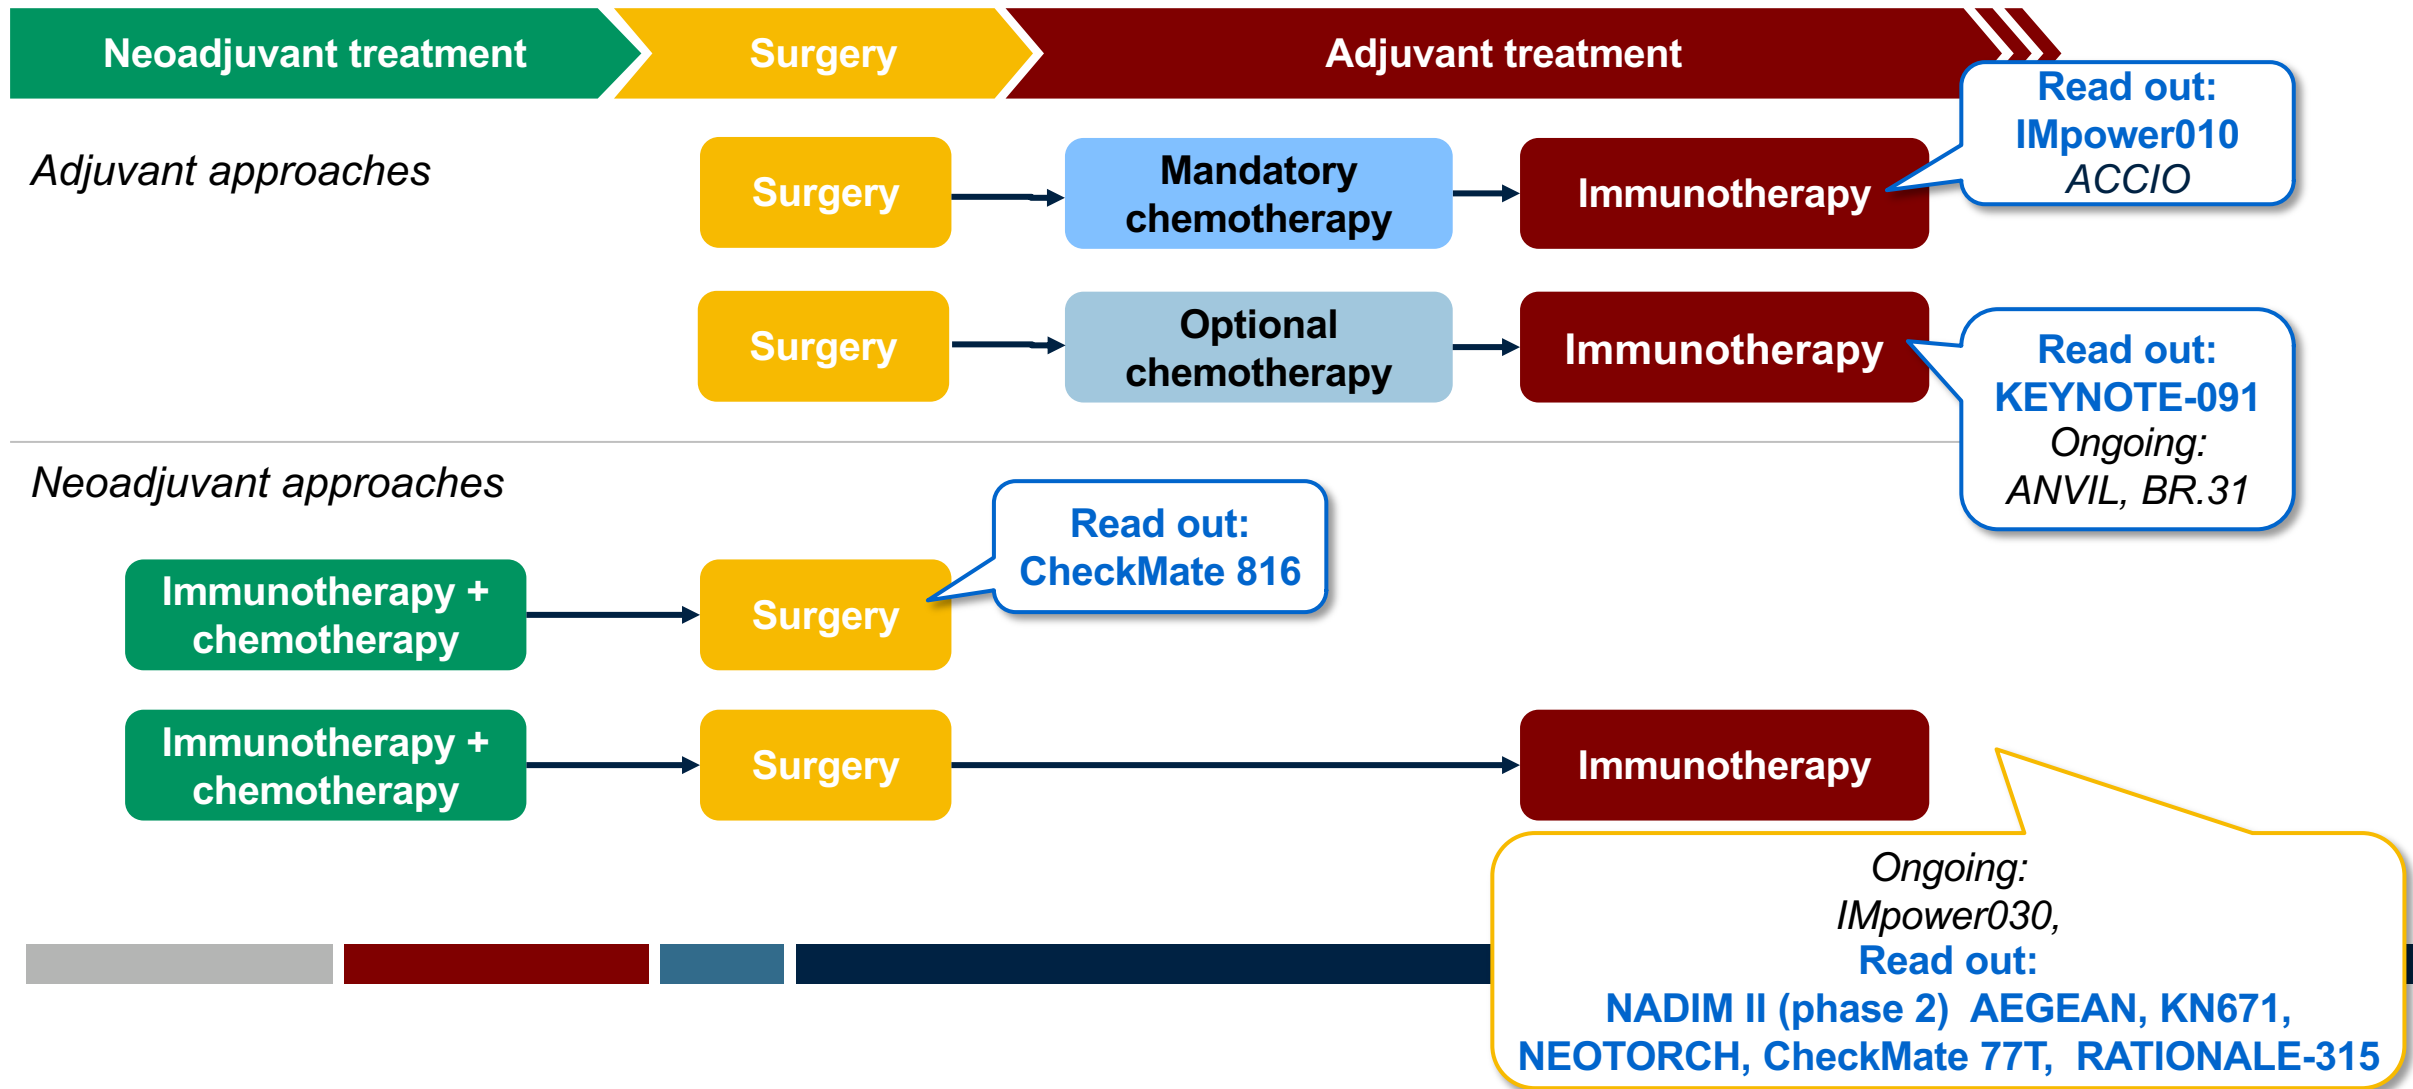 Neoadjuvant treatment
Surgery
Adjuvant treatment
Adjuvant approaches
Surgery
Mandatory
chemotherapy
Immunotherapy
Read out:
IMpower010
ACCIO
Surgery
Optional
chemotherapy
Immunotherapy
Read out:
KEYNOTE-091
Ongoing:
ANVIL, BR.31
Neoadjuvant approaches
Immunotherapy +
chemotherapy
Surgery
Read out:
CheckMate 816
Immunotherapy +
chemotherapy
Surgery
Immunotherapy
Ongoing:
IMpower030,
Read out:
NADIM II (phase 2)  AEGEAN, KN671,
NEOTORCH, CheckMate 77T,  RATIONALE-315